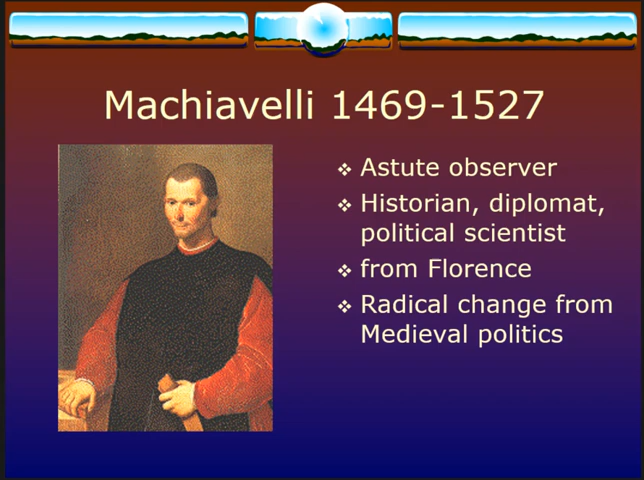 Machiavelli 1469-1527
❖ Astute observer
❖ Historian, diplomat,
political scientist
❖ from Florence
❖ Radical change from
Medieval politics